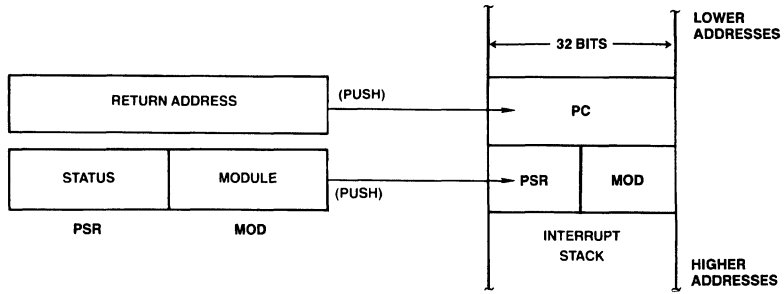 LOWER
ADDRESSES
32 BITS
RETURN ADDRESS
(PUSH)
PC
STATUS
MODULE
(PUSH)
PSR
MOD
PSR
MOD
INTERRUPT
STACK
HIGHER
ADDRESSES